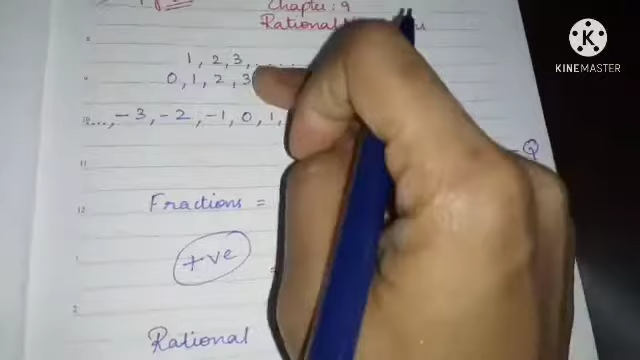 Chapter: 9
Rational
1, 2, 3, ......
0, 1, 2, 3
...., -3, -2, -1, 0, 1,
Q
Fractions =
+ve
=
Rational
KINEMASTER